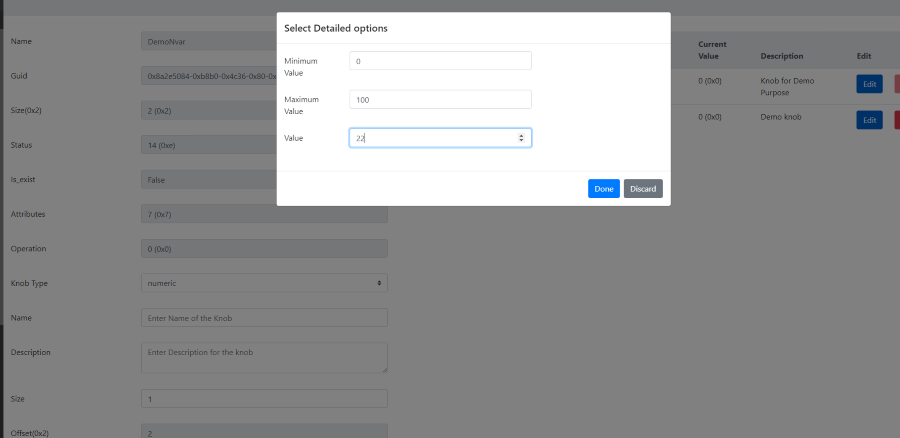 Select Detailed options
Minimum
Value
0
Maximum
Value
100
Value
22
Done Discard
Name DemoNvar
Guid 0x8a2e5084-0xb8b0-0x4c36-0x80-0x
Size(0x2) 2 (0x2)
Status 14 (0xe)
Is_exist False
Attributes 7 (0x7)
Operation 0 (0x0)
Knob Type numeric
Name Enter Name of the Knob
Description Enter Description for the knob
Size 1
Offset(0x2) 2
Current
Value Description Edit
0 (0x0) Knob for Demo
Purpose
Edit
0 (0x0) Demo knob Edit